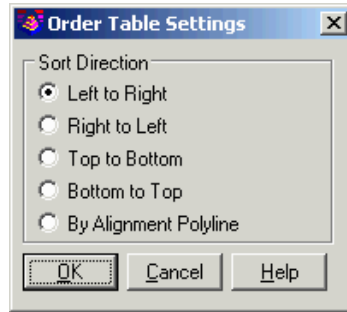 Order Table Settings
Sort Direction
Left to Right
Right to Left
Top to Bottom
Bottom to Top
By Alignment Polyline
OK Cancel Help